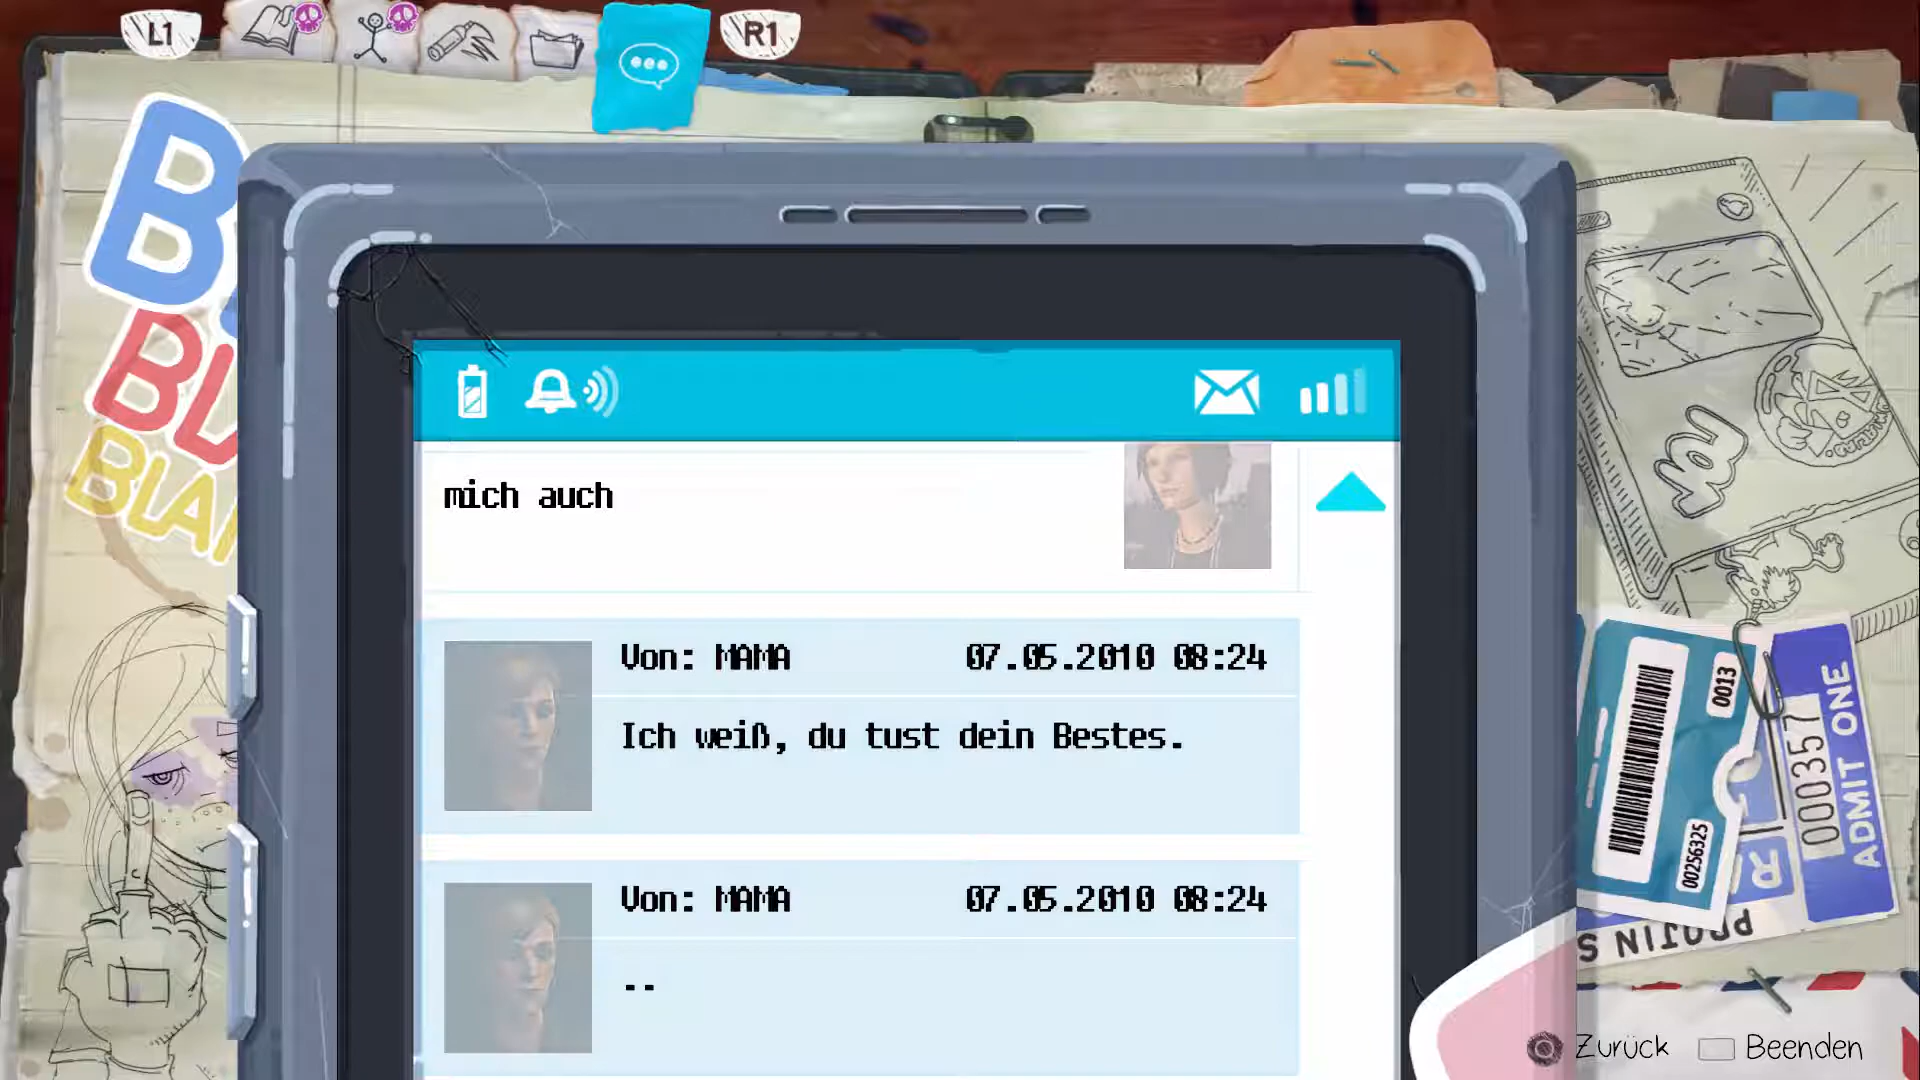 L1
R1
mich auch
Von: MAMA 07.05.2010 08:24
Ich weiß, du tust dein Bestes.
Von: MAMA 07.05.2010 08:24
..
0013
00256325
000357
ADMIT ONE
Zurück
Beenden